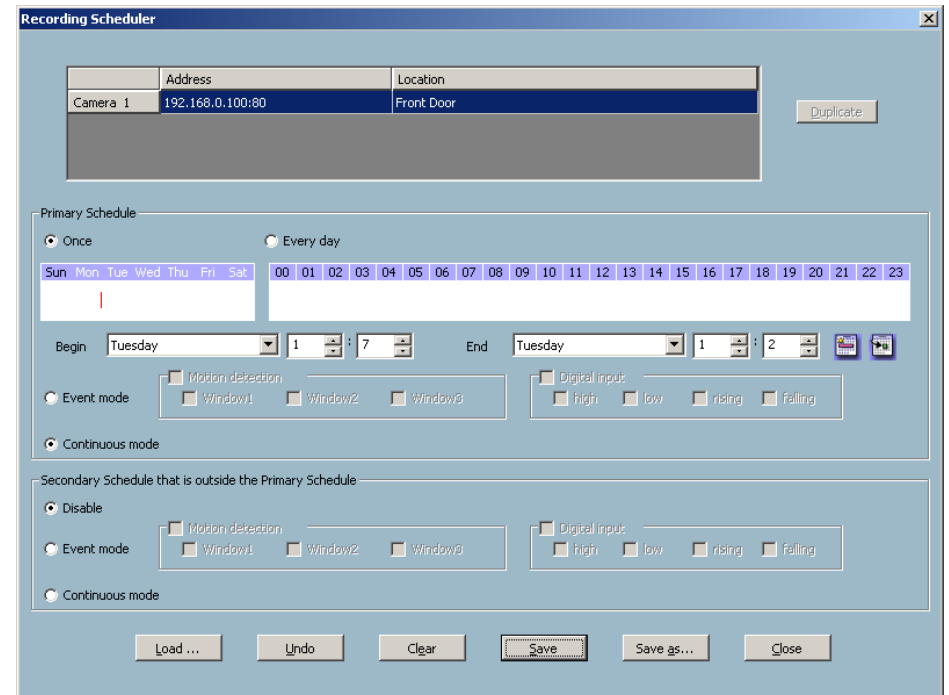 Recording Scheduler
Address Location
Camera 1 192.168.0.100:80 Front Door
Duplicate
Primary Schedule
Once Every day
Sun Mon Tue Wed Thu Fri Sat 00 01 02 03 04 05 06 07 08 09 10 11 12 13 14 15 16 17 18 19 20 21 22 23
Begin Tuesday 1 : 7 End Tuesday 1 : 2
Motion detection Digital input
Event mode Window1 Window2 Window3 high low rising falling
Continuous mode
Secondary Schedule that is outside the Primary Schedule
Disable
Motion detection Digital input
Event mode Window1 Window2 Window3 high low rising falling
Continuous mode
Load ... Undo Clear Save Save as... Close